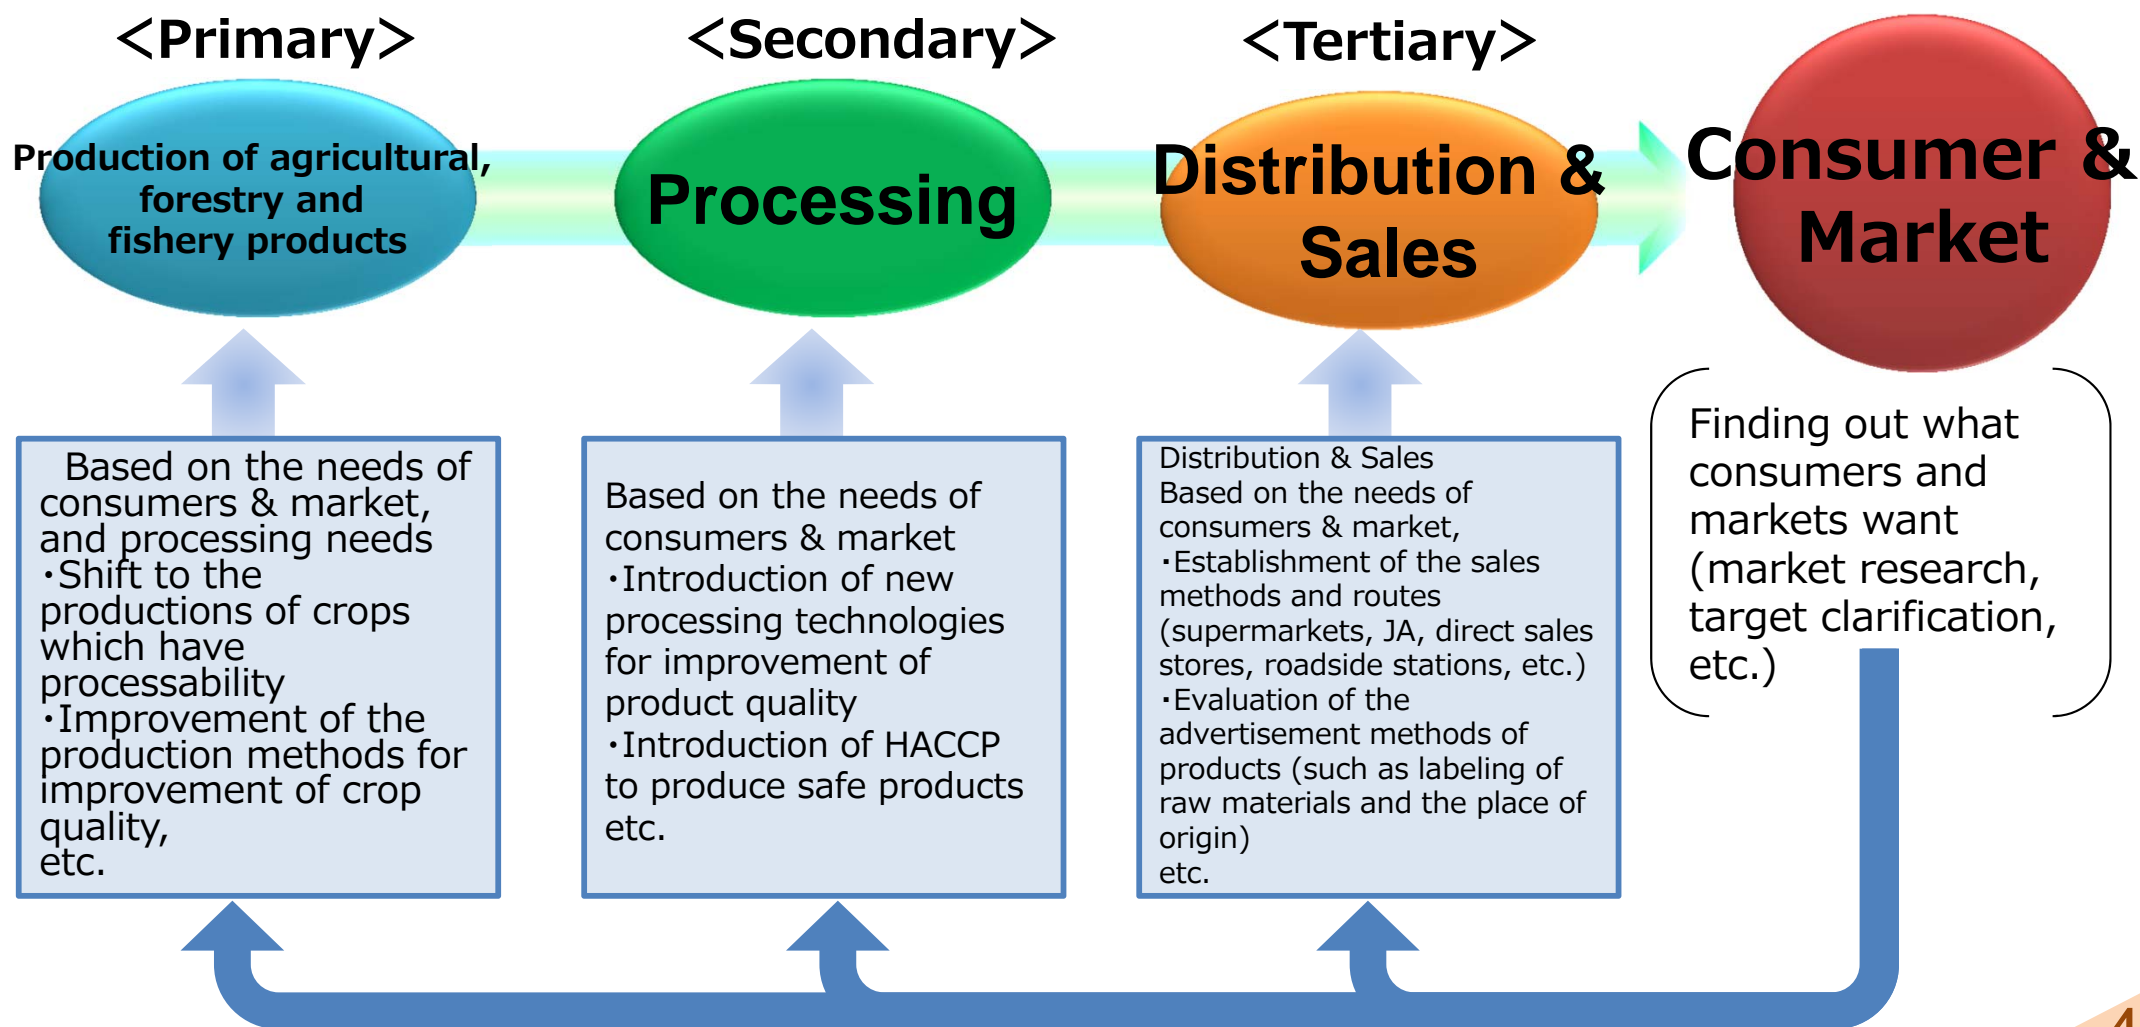 ＜Primary＞
＜Secondary＞
＜Tertiary＞
Production of agricultural,
forestry and
fishery products
Processing
Distribution &
Sales
Consumer &
Market
Based on the needs of
consumers & market,
and processing needs
・Shift to the
productions of crops
which have
processability
・Improvement of the
production methods for
improvement of crop
quality,
etc.
Based on the needs of
consumers & market
・Introduction of new
processing technologies
for improvement of
product quality
・Introduction of HACCP
to produce safe products
etc.
Distribution & Sales
Based on the needs of
consumers & market,
・Establishment of the sales
methods and routes
(supermarkets, JA, direct sales
stores, roadside stations, etc.)
・Evaluation of the
advertisement methods of
products (such as labeling of
raw materials and the place of
origin)
etc.
Finding out what
consumers and
markets want
(market research,
target clarification,
etc.)
4